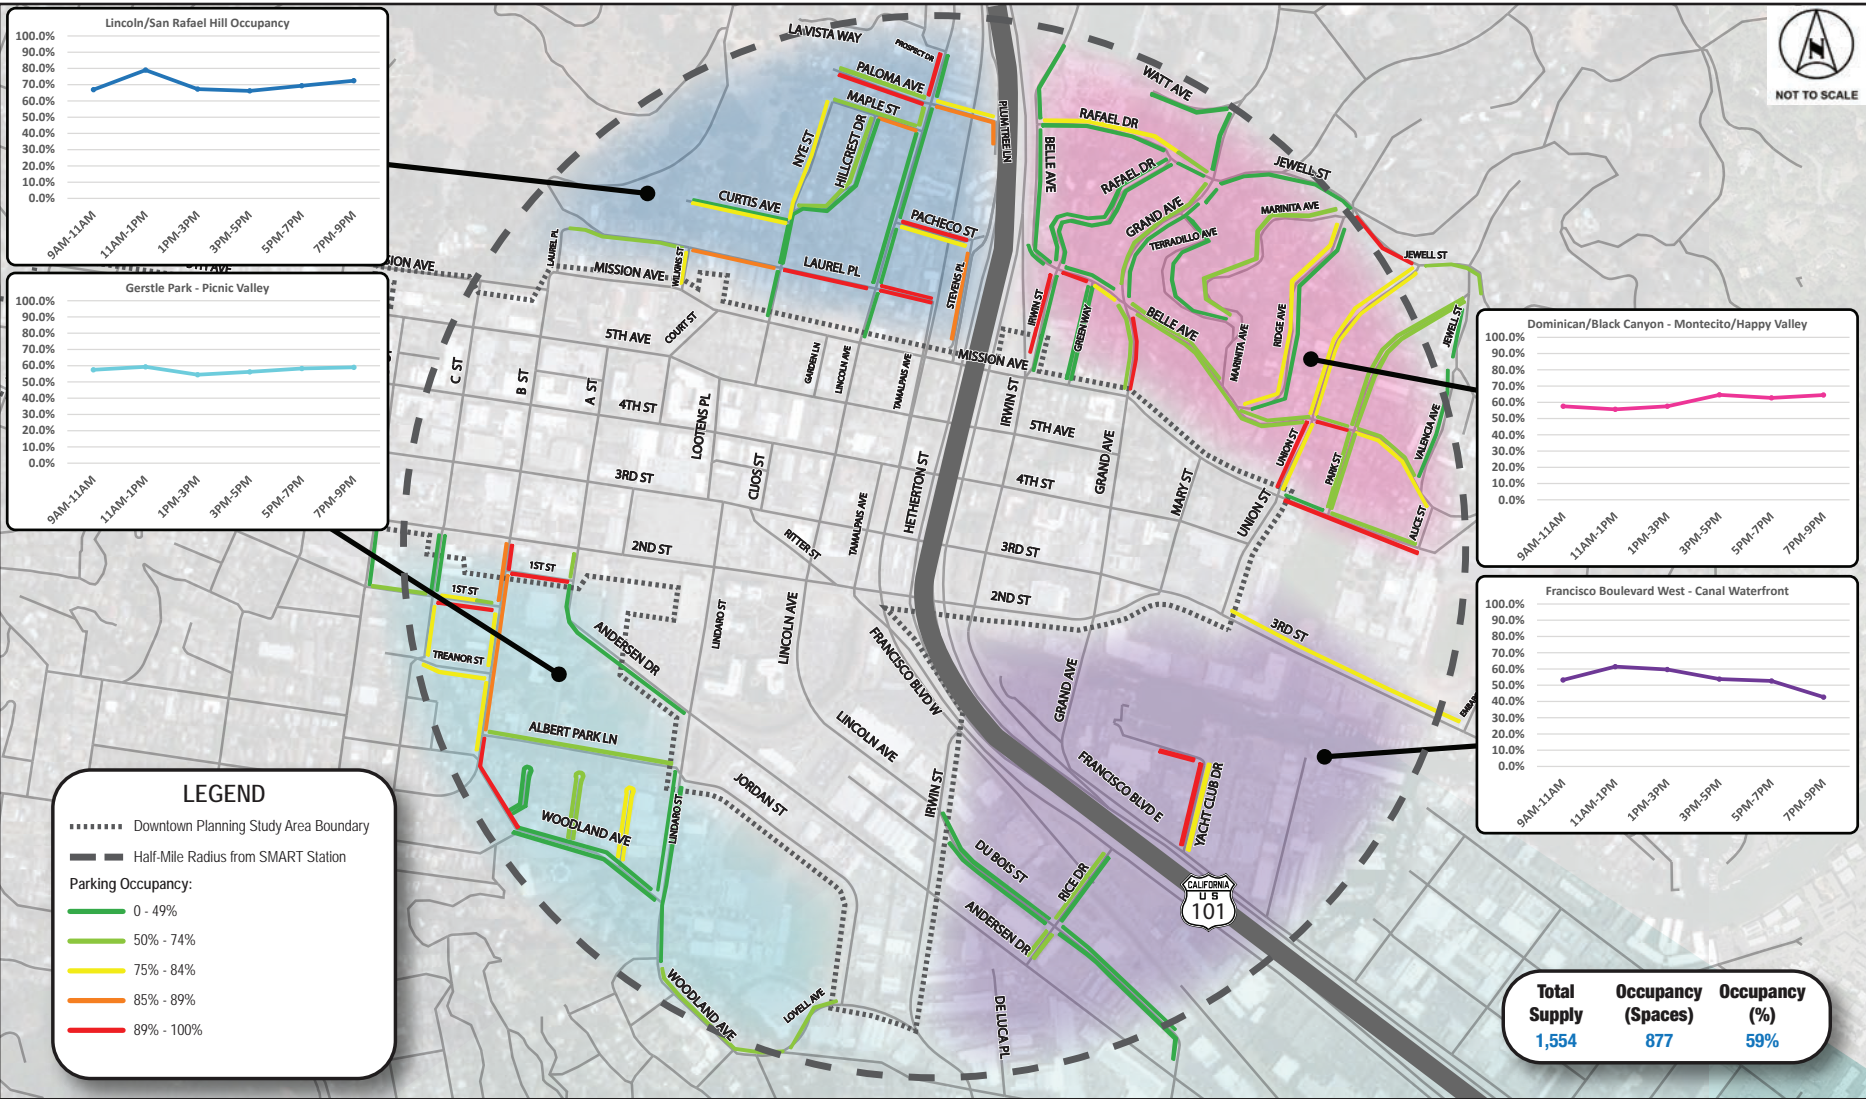 Lincoln/San Rafael Hill Occupancy
100.0%
90.0%
80.0%
70.0%
60.0%
50.0%
40.0%
30.0%
20.0%
10.0%
0.0%
9AM-11AM
11AM-1PM
1PM-3PM
3PM-5PM
5PM-7PM
7PM-9PM
Gerstle Park - Picnic Valley
100.0%
90.0%
80.0%
70.0%
60.0%
50.0%
40.0%
30.0%
20.0%
10.0%
0.0%
9AM-11AM
11AM-1PM
1PM-3PM
3PM-5PM
5PM-7PM
7PM-9PM
N
NOT TO SCALE
Dominican/Black Canyon - Montecito/Happy Valley
100.0%
90.0%
80.0%
70.0%
60.0%
50.0%
40.0%
30.0%
20.0%
10.0%
0.0%
9AM-11AM
11AM-1PM
1PM-3PM
3PM-5PM
5PM-7PM
7PM-9PM
Francisco Boulevard West - Canal Waterfront
100.0%
90.0%
80.0%
70.0%
60.0%
50.0%
40.0%
30.0%
20.0%
10.0%
0.0%
9AM-11AM
11AM-1PM
1PM-3PM
3PM-5PM
5PM-7PM
7PM-9PM
LA VISTA WAY
PROSPECT DR
PALOMA AVE
MAPLE ST
NYE ST
HILLCREST DR
PLUMTREE LN
CURTIS AVE
PACHECO ST
LAUREL PL
WILKINS ST
MISSION AVE
LAUREL PL
STEVENS PL
WATT AVE
RAFAEL DR
BELLE AVE
RAFAEL DR
JEWELL ST
GRAND AVE
MARINITA AVE
TERRADILLO AVE
JEWELL ST
IRWIN ST
GREENWAY
BELLE AVE
MARINITA AVE
RIDGE AVE
JEWELL ST
VALENCIA AVE
UNION ST
PARK ST
ALICE ST
5TH AVE
COURT ST
GARDEN LN
LINCOLN AVE
TAMALPAIS AVE
MISSION AVE
C ST
B ST
A ST
4TH ST
LOOTENS PL
IRWIN ST
5TH AVE
GRAND AVE
3RD ST
CIJOS ST
HETHERTON ST
4TH ST
MARY ST
UNION ST
2ND ST
RITTER ST
TAMALPAIS AVE
3RD ST
2ND ST
3RD ST
1ST ST
1ST ST
TREANOR ST
ANDERSEN DR
LINDARO ST
LINCOLN AVE
FRANCISCO BLVD W
GRAND AVE
ALBERT PARK LN
LINCOLN AVE
JORDAN ST
IRWIN ST
FRANCISCO BLVD E
YACHT CLUB DR
WOODLAND AVE
LINDARO ST
DU BOIS ST
RICE DR
ANDERSEN DR
CALIFORNIA
US
101
WOODLAND AVE
LOVELL AVE
DE LUCA PL
LEGEND
Downtown Planning Study Area Boundary
Half-Mile Radius from SMART Station
Parking Occupancy:
0 - 49%
50% - 74%
75% - 84%
85% - 89%
89% - 100%
Total Supply
Occupancy (Spaces)
Occupancy (%)
1,554
877
59%